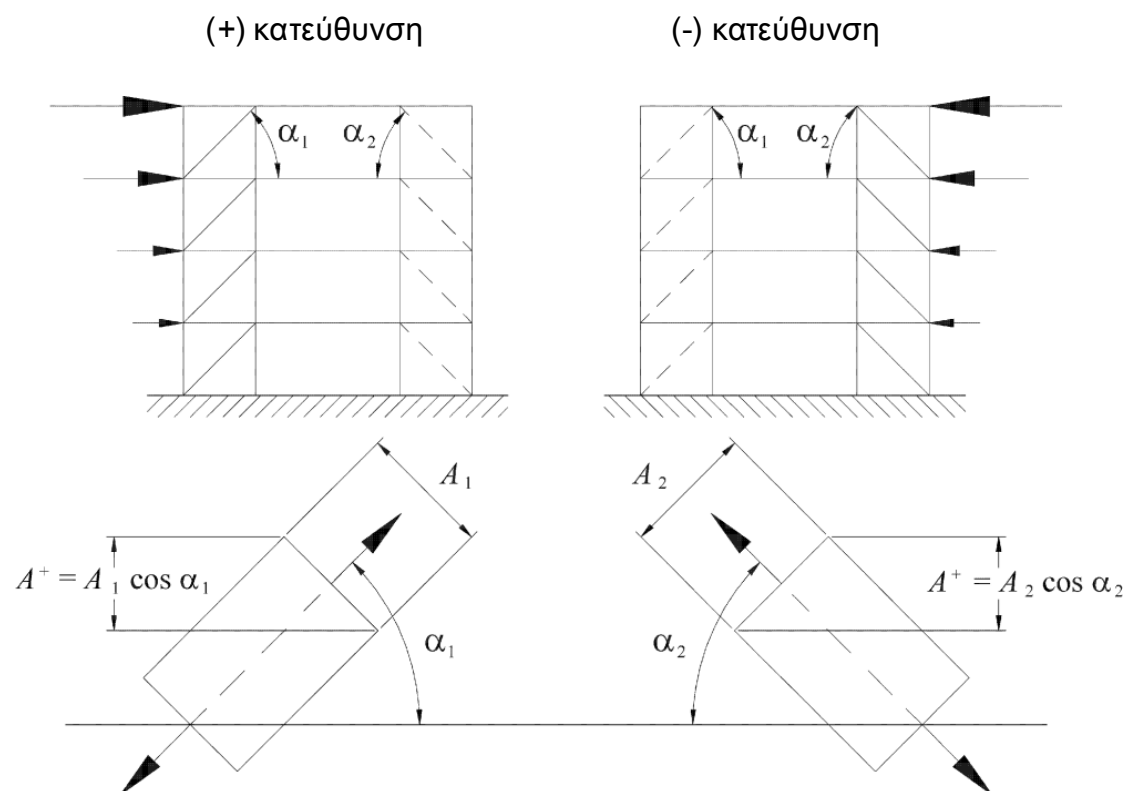 (+) κατεύθυνση
(-) κατεύθυνση
α₁ α₂
α₁ α₂
A₁ A₂
A⁺ = A₁ cos α₁
A⁺ = A₂ cos α₂
α₁ α₂